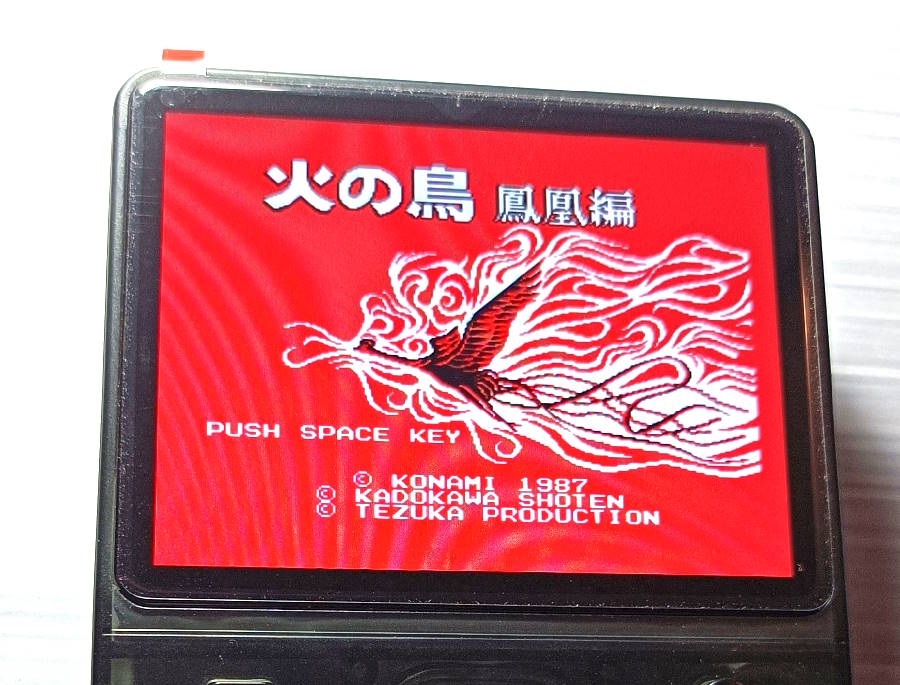 火の鳥 鳳凰編
PUSH SPACE KEY
© KONAMI 1987
© KADOKAWA SHOTEN
© TEZUKA PRODUCTION